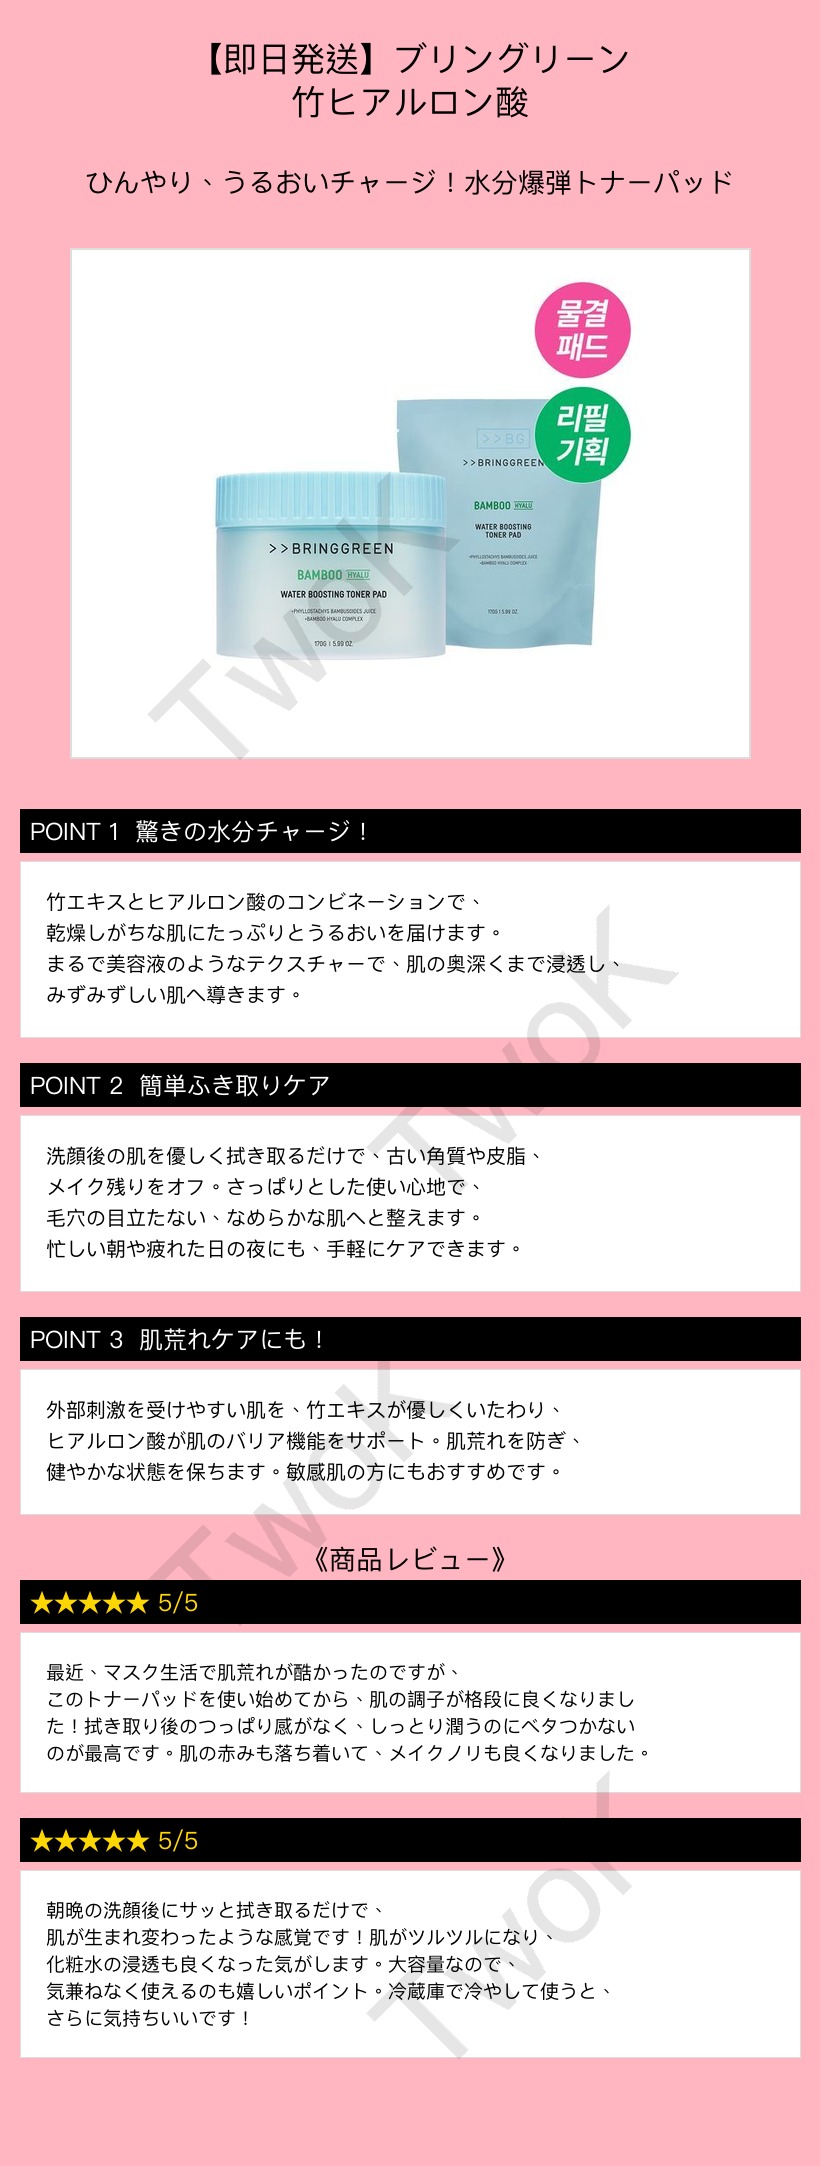 【即日発送】ブリングリーン
竹ヒアルロン酸
ひんやり、うるおいチャージ！水分爆弾トナーパッド
물결
패드
리필
기획
>>BG
>>BRINGGREEN
BAMBOO HYALU
WATER BOOSTING
TONER PAD
+PHYLLOSTACHYS BAMBUSOIDES JUICE
+BAMBOO HYALU COMPLEX
170G | 5.99 OZ.
>>BRINGGREEN
BAMBOO HYALU
WATER BOOSTING TONER PAD
+PHYLLOSTACHYS BAMBUSOIDES JUICE
+BAMBOO HYALU COMPLEX
170G | 5.99 OZ.
TwoK
POINT 1 驚きの水分チャージ！
竹エキスとヒアルロン酸のコンビネーションで、
乾燥しがちな肌にたっぷりとうるおいを届けます。
まるで美容液のようなテクスチャーで、肌の奥深くまで浸透し、
みずみずしい肌へ導きます。
TwoK
POINT 2 簡単ふき取りケア
洗顔後の肌を優しく拭き取るだけで、古い角質や皮脂、
メイク残りをオフ。さっぱりとした使い心地で、
毛穴の目立たない、なめらかな肌へと整えます。
忙しい朝や疲れた日の夜にも、手軽にケアできます。
POINT 3 肌荒れケアにも！
外部刺激を受けやすい肌を、竹エキスが優しくいたわり、
ヒアルロン酸が肌のバリア機能をサポート。肌荒れを防ぎ、
健やかな状態を保ちます。敏感肌の方にもおすすめです。
TwoK
《商品レビュー》
★★★★★ 5/5
最近、マスク生活で肌荒れが酷かったのですが、
このトナーパッドを使い始めてから、肌の調子が格段に良くなりまし
た！拭き取り後のつっぱり感がなく、しっとり潤うのにベタつかない
のが最高です。肌の赤みも落ち着いて、メイクノリも良くなりました。
★★★★★ 5/5
朝晩の洗顔後にサッと拭き取るだけで、
肌が生まれ変わったような感覚です！肌がツルツルになり、
化粧水の浸透も良くなった気がします。大容量なので、
気兼ねなく使えるのも嬉しいポイント。冷蔵庫で冷やして使うと、
さらに気持ちいいです！
TwoK